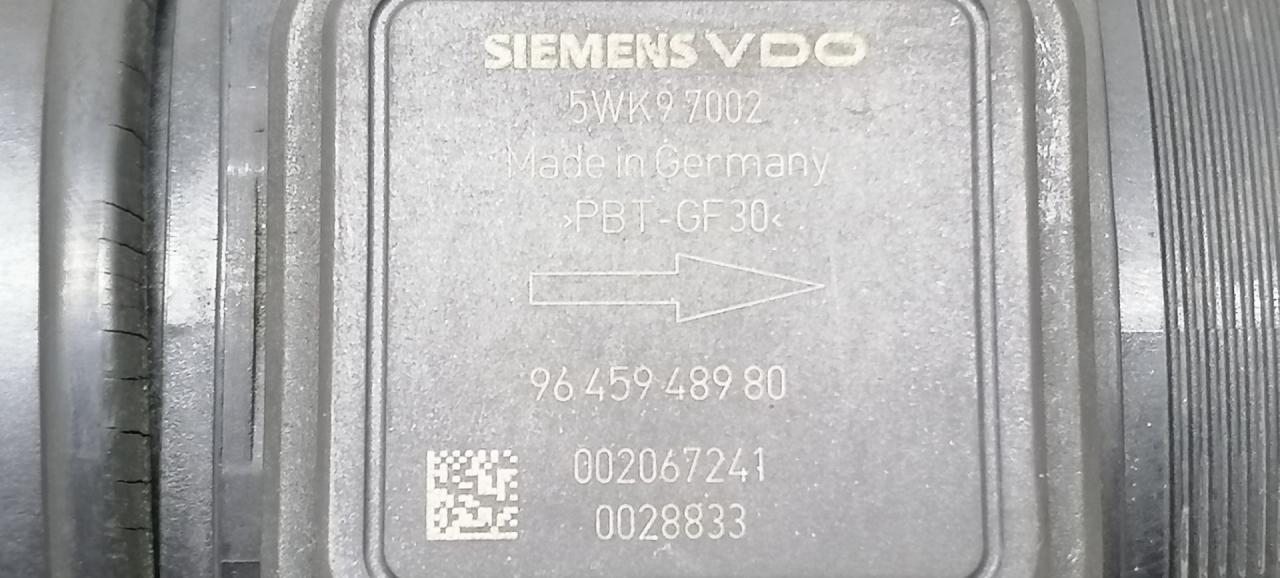 SIEMENS VDO
5WK9 7002
Made in Germany
>PBT-GF30<
96 459 489 80
002067241
0028833